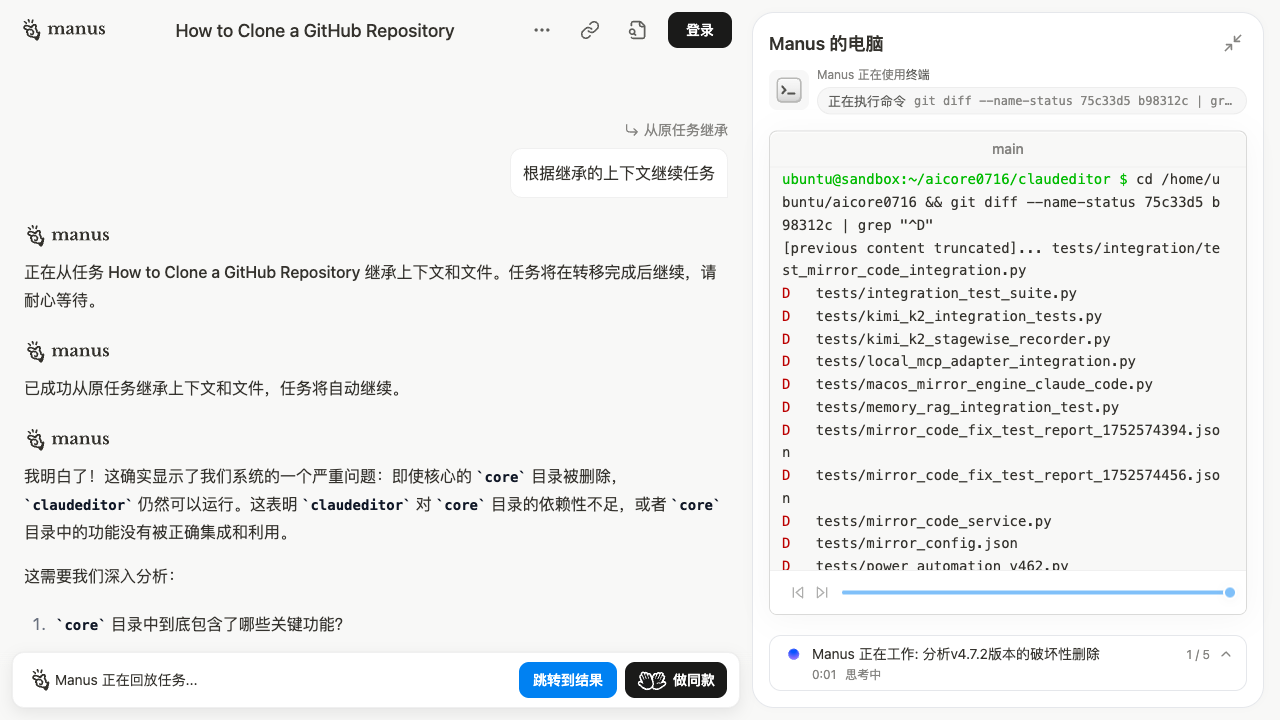 manus
How to Clone a GitHub Repository
登录
从原任务继承
根据继承的上下文继续任务
manus
正在从任务 How to Clone a GitHub Repository 继承上下文和文件。任务将在转移完成后继续，请
耐心等待。
manus
已成功从原任务继承上下文和文件，任务将自动继续。
manus
我明白了！这确实显示了我们系统的一个严重问题：即使核心的 `core` 目录被删除，
`claudeditor` 仍然可以运行。这表明 `claudeditor` 对 `core` 目录的依赖性不足，或者 `core`
目录中的功能没有被正确集成和利用。
这需要我们深入分析：
1. `core` 目录中到底包含了哪些关键功能?
Manus 正在回放任务...
跳转到结果
做同款
Manus 的电脑
Manus 正在使用终端
正在执行命令 git diff --name-status 75c33d5 b98312c | gr…
main
ubuntu@sandbox:~/aicore0716/claudeditor $ cd /home/u
buntu/aicore0716 && git diff --name-status 75c33d5 b
98312c | grep "^D"
[previous content truncated]... tests/integration/te
st_mirror_code_integration.py
D tests/integration_test_suite.py
D tests/kimi_k2_integration_tests.py
D tests/kimi_k2_stagewise_recorder.py
D tests/local_mcp_adapter_integration.py
D tests/macos_mirror_engine_claude_code.py
D tests/memory_rag_integration_test.py
D tests/mirror_code_fix_test_report_1752574394.jso
n
D tests/mirror_code_fix_test_report_1752574456.jso
n
D tests/mirror_code_service.py
D tests/mirror_config.json
D tests/power_automation_v462.py
Manus 正在工作: 分析v4.7.2版本的破坏性删除
1 / 5
0:01 思考中